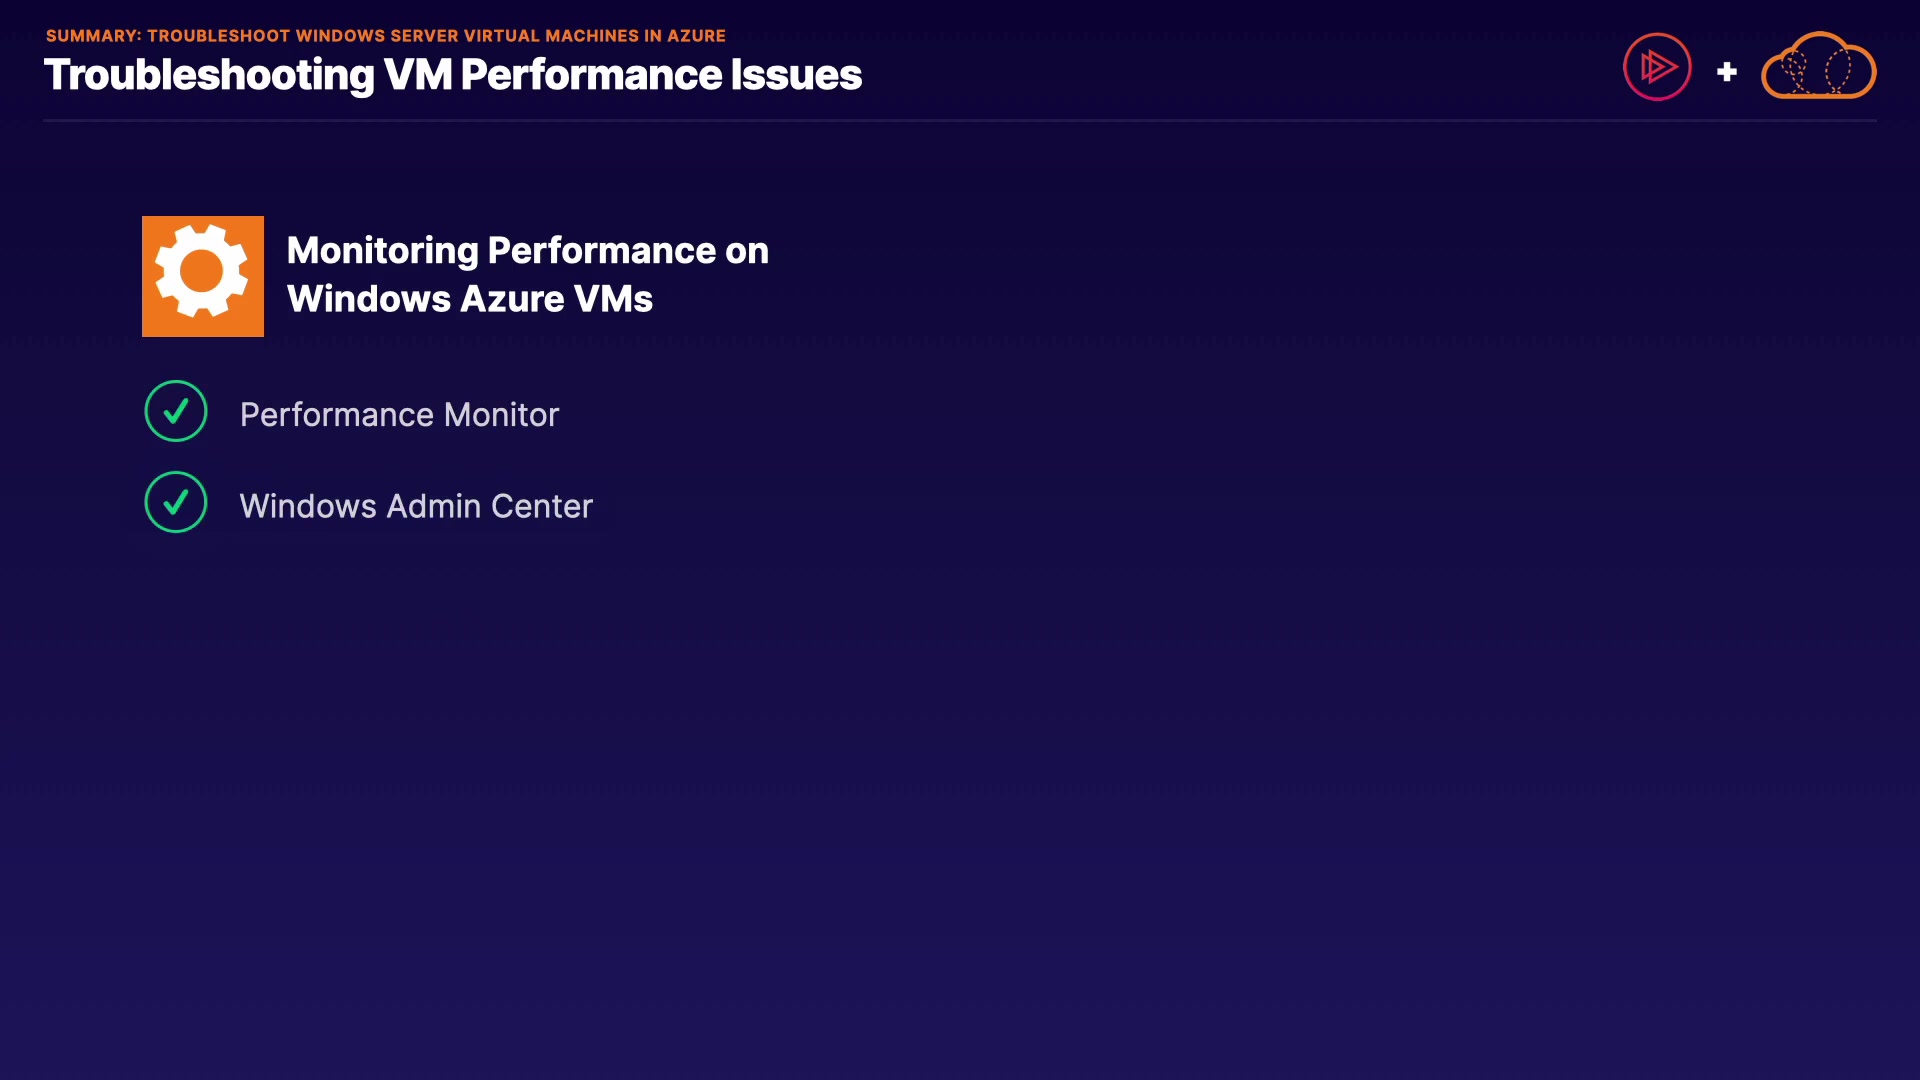 SUMMARY: TROUBLESHOOT WINDOWS SERVER VIRTUAL MACHINES IN AZURE
Troubleshooting VM Performance Issues
+
Monitoring Performance on
Windows Azure VMs
Performance Monitor
Windows Admin Center